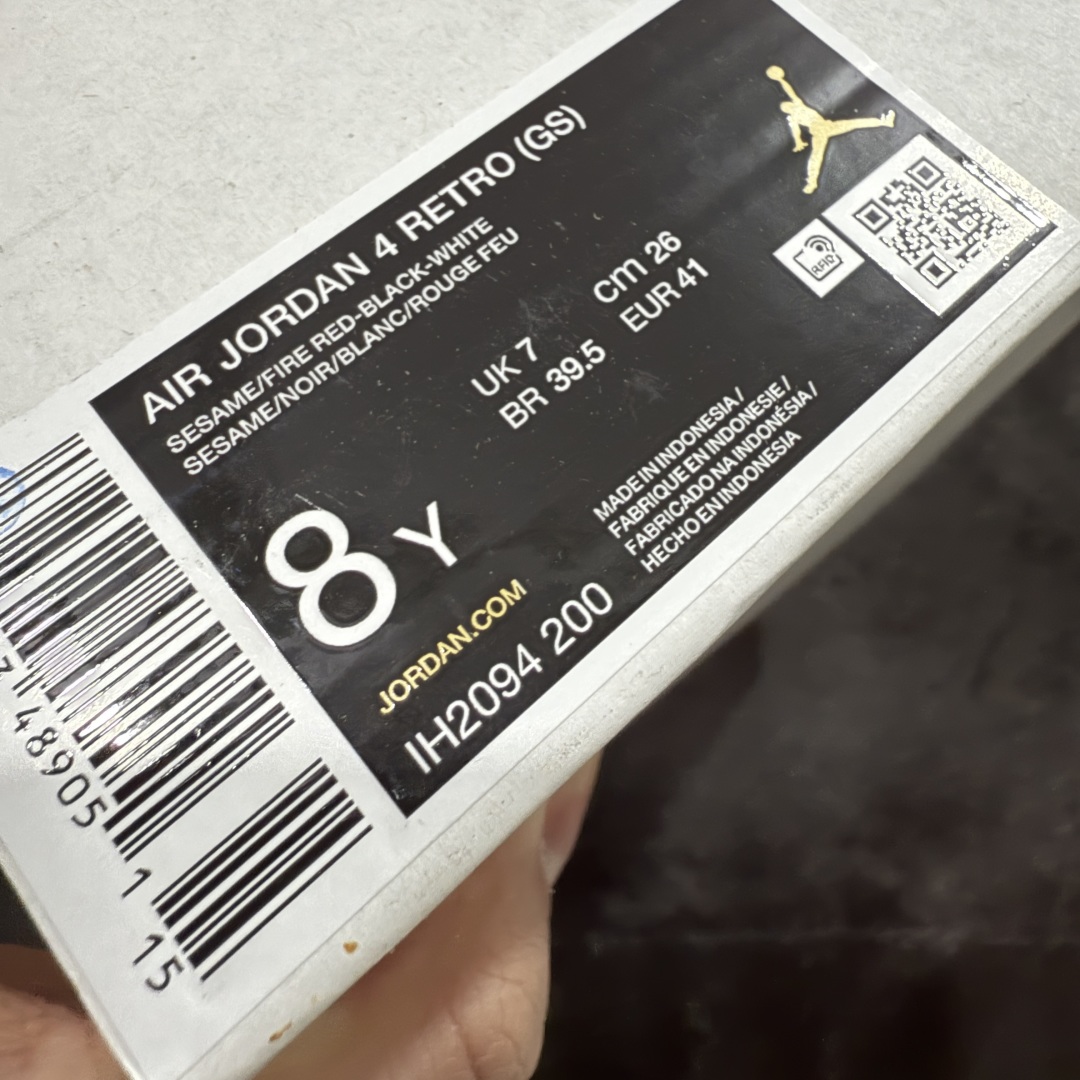 AIR JORDAN 4 RETRO (GS)
SESAME/FIRE RED-BLACK-WHITE
SESAME/NOIR/BLANC/ROUGE FEU
UK 7
cm 26
BR 39.5
EUR 41
RFID
8 Y
MADE IN INDONESIA /
FABRIQUE EN INDONESIE /
FABRICADO NA INDONÉSIA /
HECHO EN INDONESIA
JORDAN.COM
IH2094 200
48905 1
15